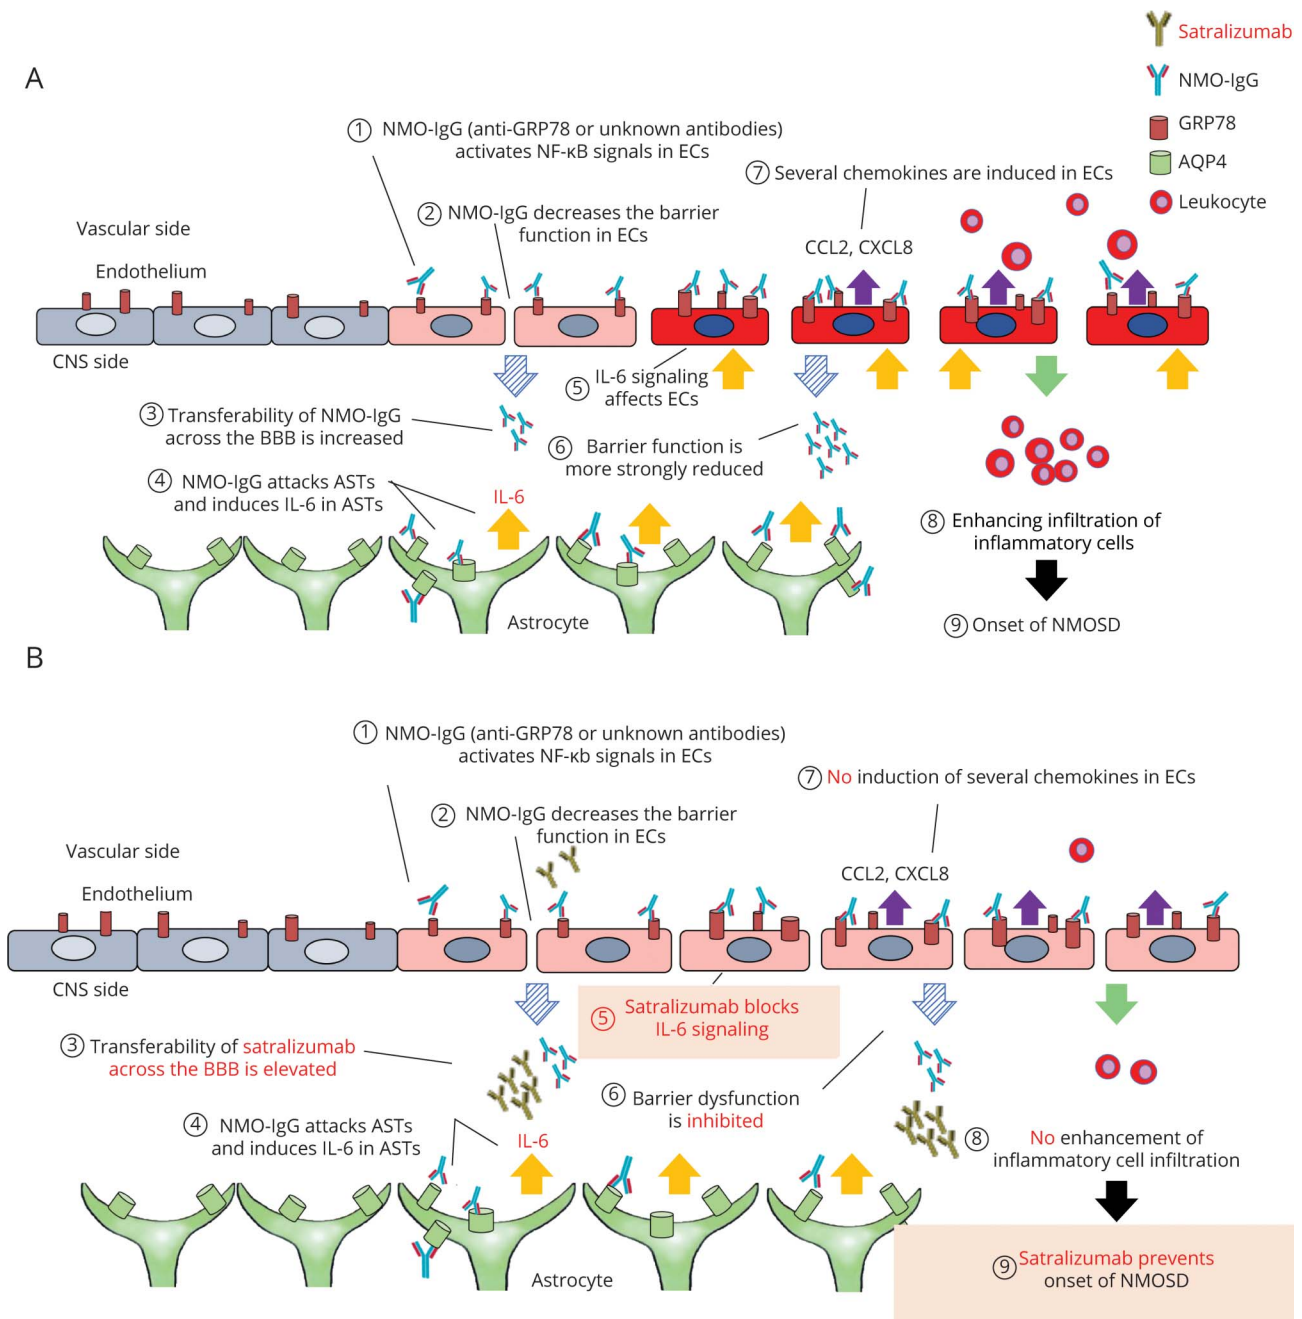 Satralizumab
NMO-IgG
GRP78
AQP4
Leukocyte
A
① NMO-IgG (anti-GRP78 or unknown antibodies)
activates NF-κB signals in ECs
② NMO-IgG decreases the barrier
function in ECs
⑦ Several chemokines are induced in ECs
CCL2, CXCL8
Vascular side
Endothelium
CNS side
③ Transferability of NMO-IgG
across the BBB is increased
④ NMO-IgG attacks ASTs
and induces IL-6 in ASTs
IL-6
⑤ IL-6 signaling
affects ECs
⑥ Barrier function is
more strongly reduced
⑧ Enhancing infiltration of
inflammatory cells
⑨ Onset of NMOSD
Astrocyte
B
① NMO-IgG (anti-GRP78 or unknown antibodies)
activates NF-κb signals in ECs
② NMO-IgG decreases the barrier
function in ECs
⑦ No induction of several chemokines in ECs
CCL2, CXCL8
Vascular side
Endothelium
CNS side
③ Transferability of satralizumab
across the BBB is elevated
④ NMO-IgG attacks ASTs
and induces IL-6 in ASTs
IL-6
⑤ Satralizumab blocks
IL-6 signaling
⑥ Barrier dysfunction
is inhibited
⑧ No enhancement of
inflammatory cell infiltration
⑨ Satralizumab prevents
onset of NMOSD
Astrocyte